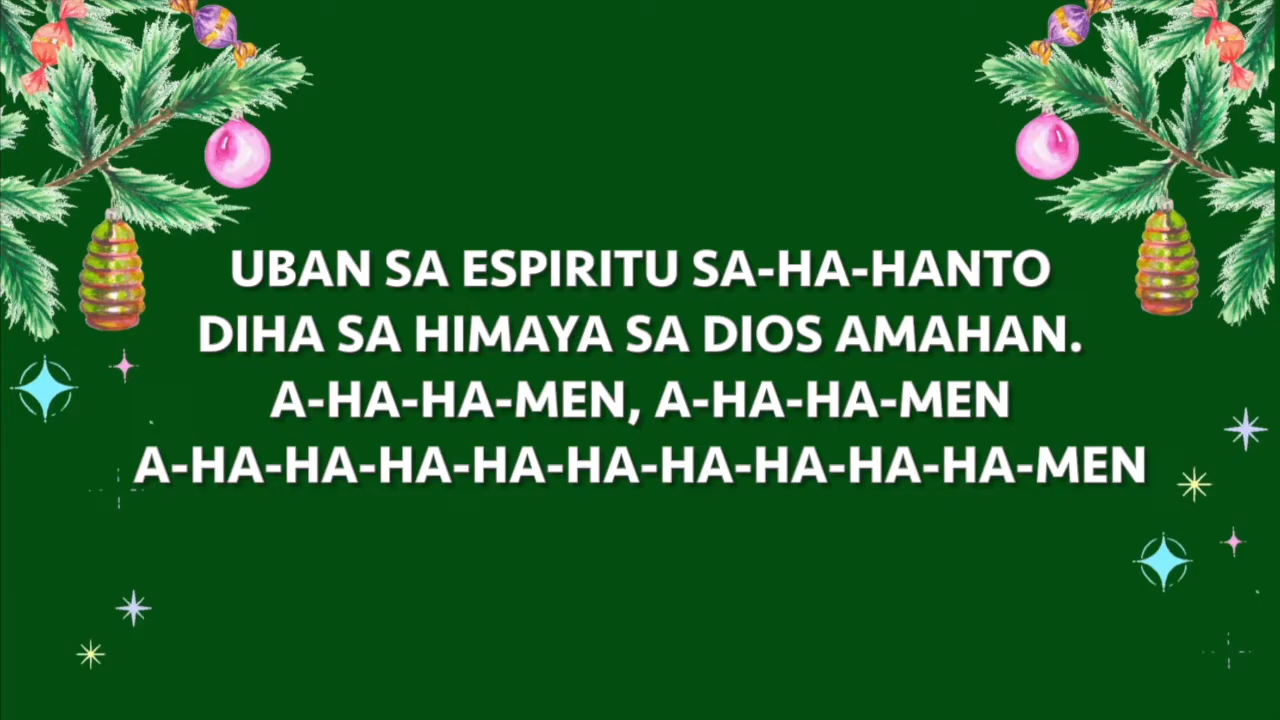 UBAN SA ESPIRITU SA-HA-HANTO
DIHA SA HIMAYA SA DIOS AMAHAN.
A-HA-HA-MEN, A-HA-HA-MEN
A-HA-HA-HA-HA-HA-HA-HA-HA-HA-MEN